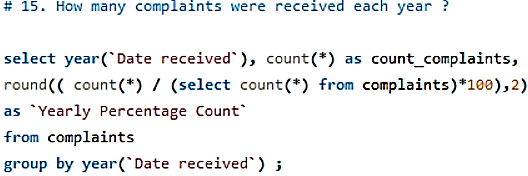 # 15. How many complaints were received each year ?
select year(`Date received`), count(*) as count_complaints,
round(( count(*) / (select count(*) from complaints)*100),2)
as `Yearly Percentage Count`
from complaints
group by year(`Date received`) ;